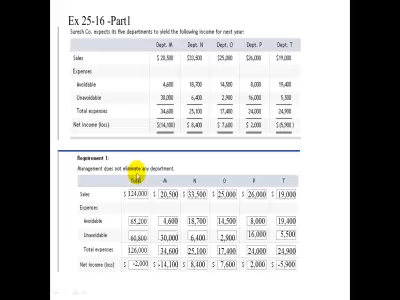 Ex 25-16 -Part1
Suresh Co. expects its five departments to yield the following income for next year:
Dept. M Dept. N Dept. O Dept. P Dept. T
Sales $ 20,500 $33,500 $25,000 $26,000 $19,000
Expenses
Avoidable 4,600 18,700 14,500 8,000 19,400
Unavoidable 30,000 6,400 2,900 16,000 5,500
Total expenses 34,600 25,100 17,400 24,000 24,900
Net income (loss) $(14,100) $ 8,400 $ 7,600 $ 2,000 $ (5,900)
Requirement 1:
Management does not eliminate any department.
Total M N O P T
Sales $ 124,000 $ 20,500 $ 33,500 $ 25,000 $ 26,000 $ 19,000
Expenses
Avoidable 65,200 4,600 18,700 14,500 8,000 19,400
Unavoidable 60,800 30,000 6,400 2,900 16,000 5,500
Total expenses 126,000 34,600 25,100 17,400 24,000 24,900
Net income (loss) $ -2,000 $ -14,100 $ 8,400 $ 7,600 $ 2,000 $ -5,900